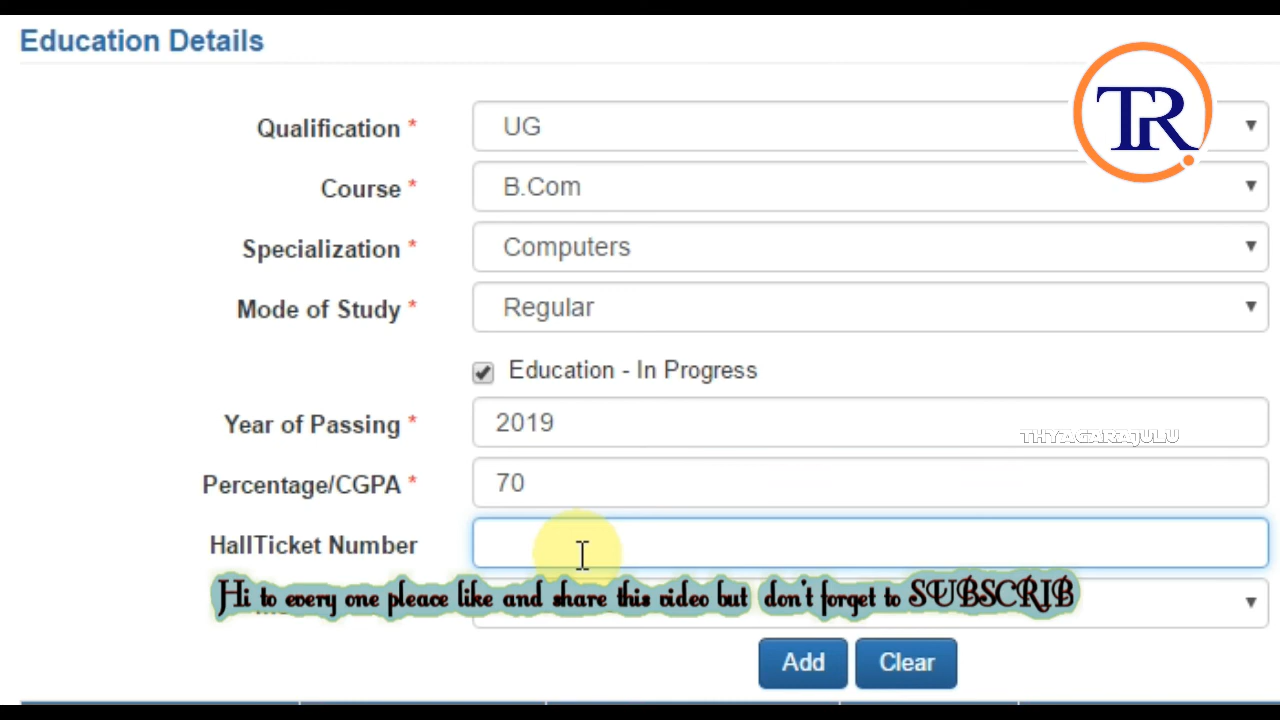 Education Details
TR
Qualification * UG
Course * B.Com
Specialization * Computers
Mode of Study * Regular
Education - In Progress
Year of Passing * 2019
THYAGARAJULU
Percentage/CGPA * 70
HallTicket Number
Hi to every one pleace like and share this video but don't forget to SUBSCRIB
Add Clear